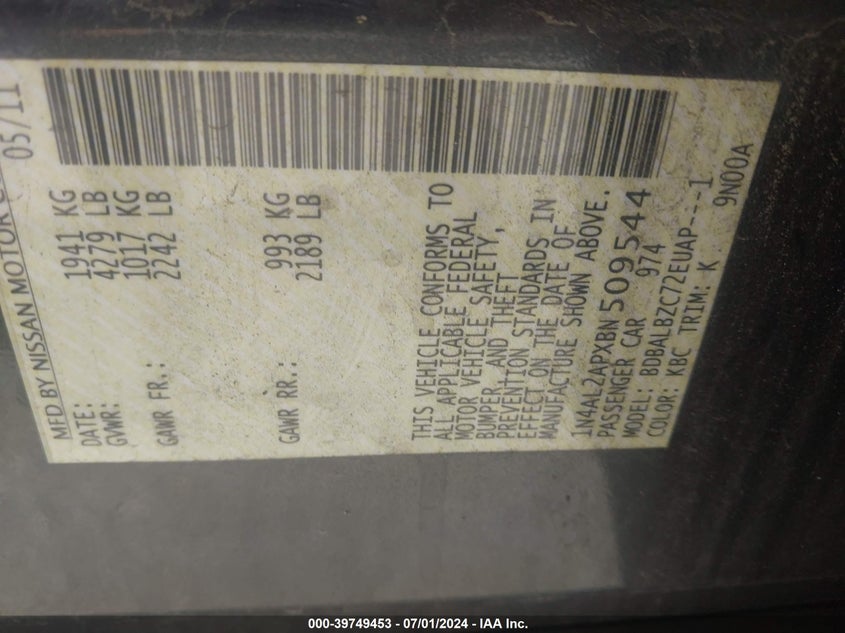 MFD BY NISSAN MOTOR
DATE: 05/11
GVWR: 1941 KG
4279 LB
GAWR FR.: 1017 KG
2242 LB
GAWR RR.: 993 KG
2189 LB
THIS VEHICLE CONFORMS TO
ALL APPLICABLE FEDERAL
MOTOR VEHICLE SAFETY,
BUMPER, AND THEFT
PREVENTION STANDARDS IN
EFFECT ON THE DATE OF
MANUFACTURE SHOWN ABOVE.
1N4AL2APXBN509544
PASSENGER CAR 974
MODEL: BDBALBZC72EUAP---1
COLOR: KBC TRIM: K 9N00A
000-39749453 - 07/01/2024 - IAA Inc.